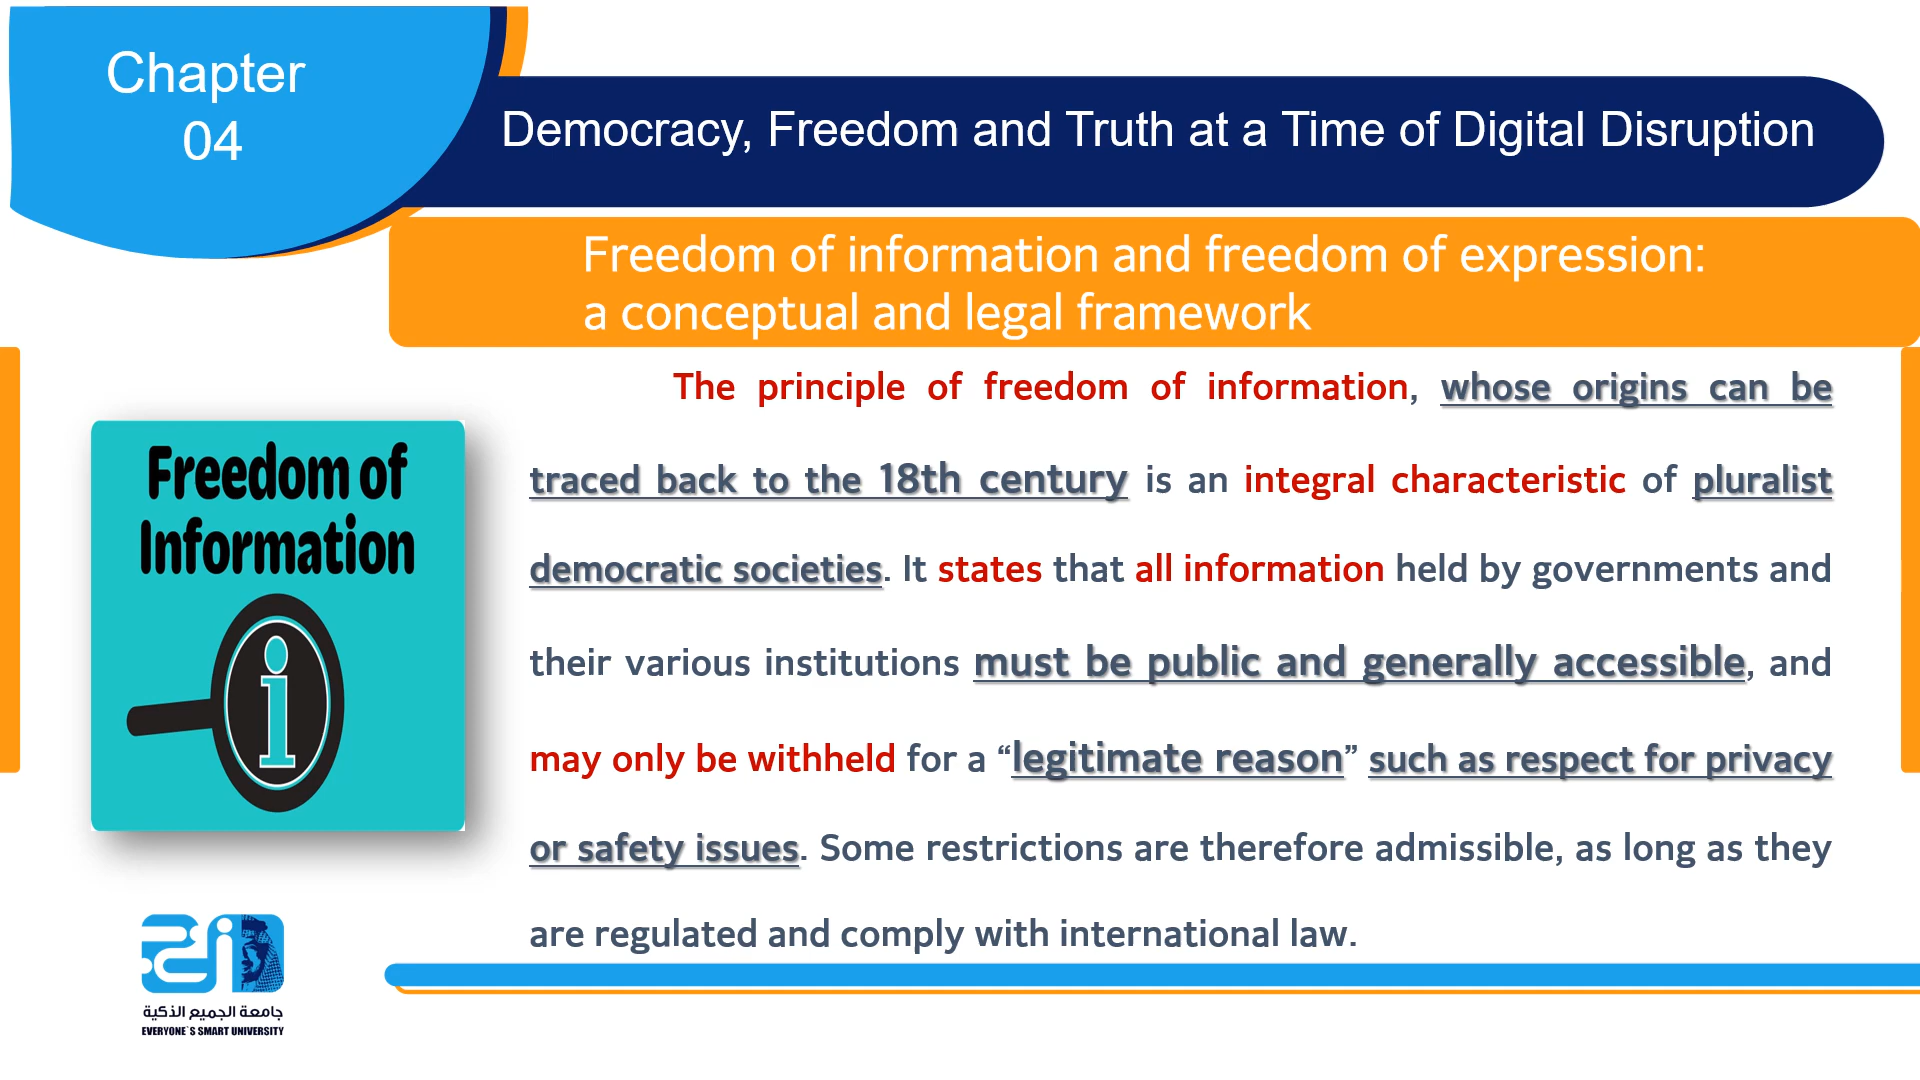 Chapter
04
Democracy, Freedom and Truth at a Time of Digital Disruption
Freedom of information and freedom of expression:
a conceptual and legal framework
The principle of freedom of information, whose origins can be
traced back to the 18th century is an integral characteristic of pluralist
democratic societies. It states that all information held by governments and
their various institutions must be public and generally accessible, and
may only be withheld for a “legitimate reason” such as respect for privacy
or safety issues. Some restrictions are therefore admissible, as long as they
are regulated and comply with international law.
Freedom of
Information
i
جامعة الجميع الذكية
EVERYONE`S SMART UNIVERSITY